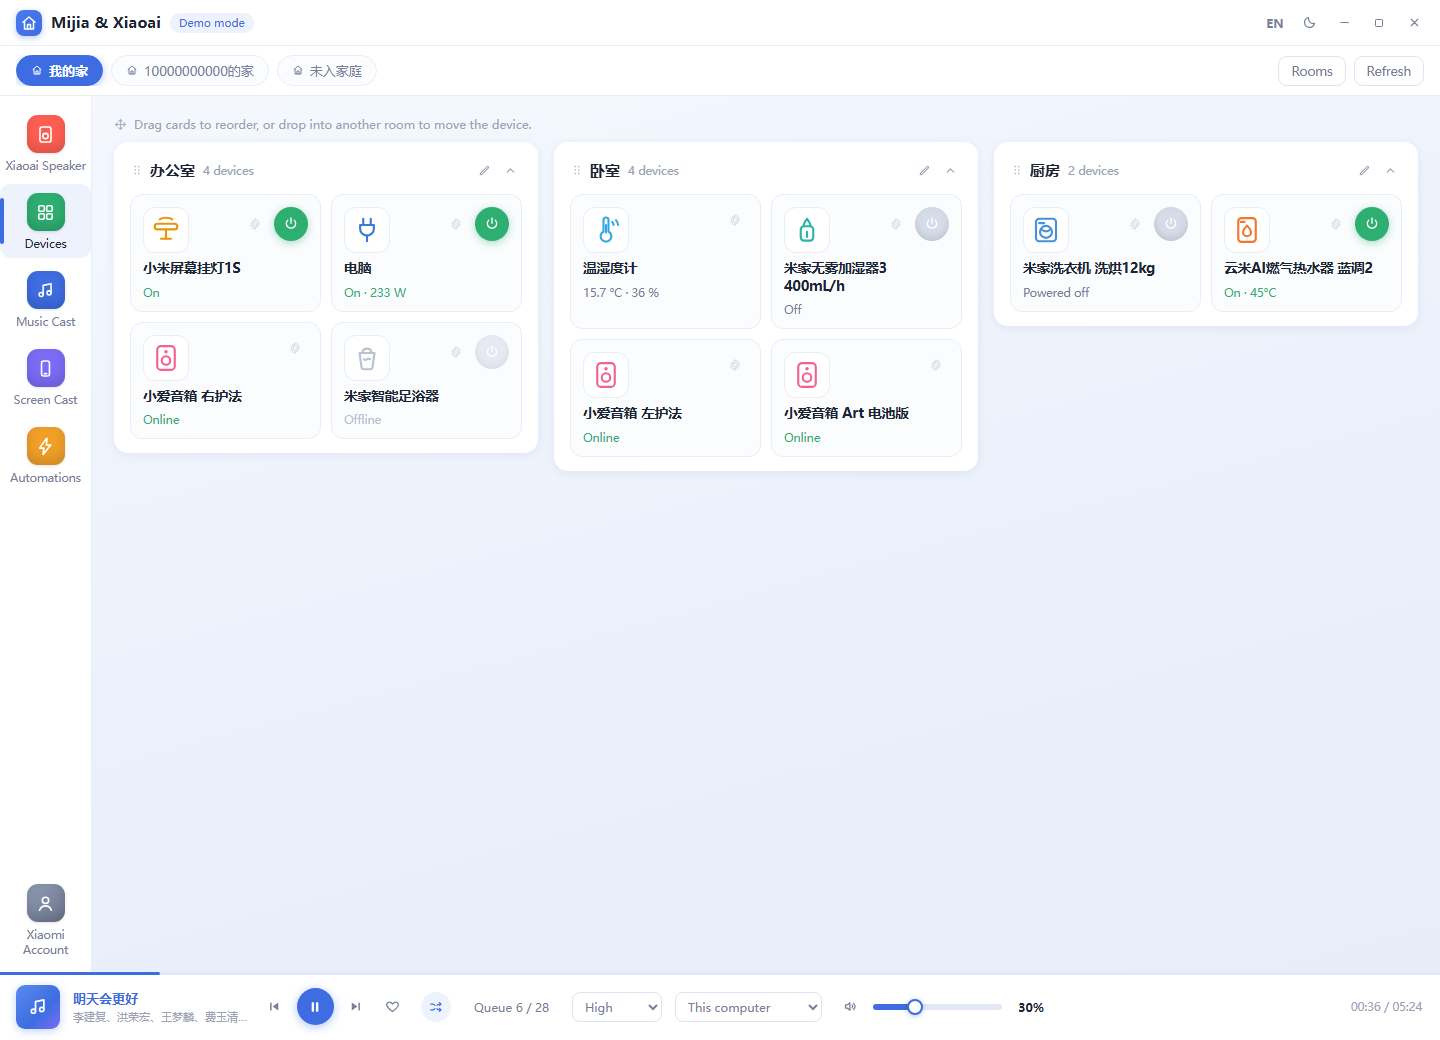 Mijia & Xiaoai
Demo mode
EN
我的家
10000000000的家
未入家庭
Rooms
Refresh
Xiaoai Speaker
Devices
Music Cast
Screen Cast
Automations
Xiaomi
Account
Drag cards to reorder, or drop into another room to move the device.
办公室 4 devices
小米屏幕挂灯1S
On
电脑
On · 233 W
小爱音箱 右护法
Online
米家智能足浴器
Offline
卧室 4 devices
温湿度计
15.7 °C · 36 %
米家无雾加湿器3
400mL/h
Off
小爱音箱 左护法
Online
小爱音箱 Art 电池版
Online
厨房 2 devices
米家洗衣机 洗烘12kg
Powered off
云米AI燃气热水器 蓝调2
On · 45°C
明天会更好
李建复、洪荣宏、王梦麟、裘玉清...
Queue 6 / 28
High
This computer
30%
00:36 / 05:24